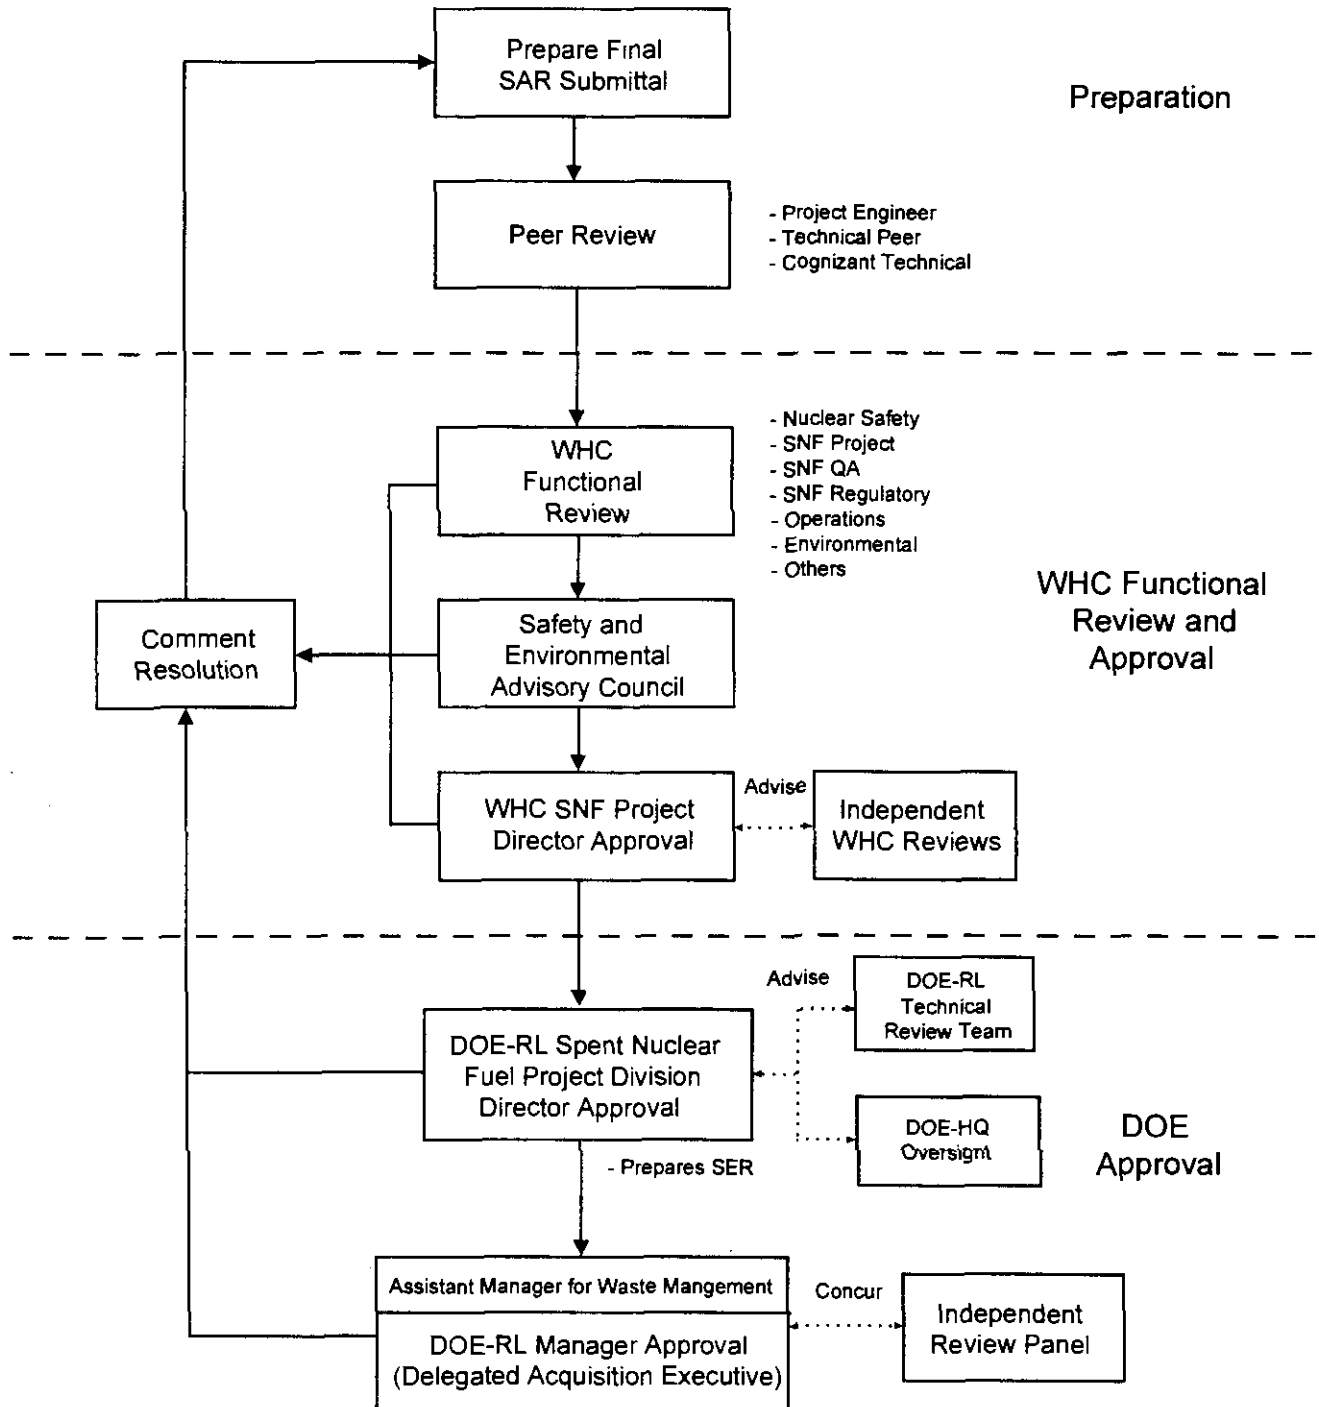 Prepare Final
SAR Submittal
Preparation
Peer Review
- Project Engineer
- Technical Peer
- Cognizant Technical
WHC
Functional
Review
- Nuclear Safety
- SNF Project
- SNF QA
- SNF Regulatory
- Operations
- Environmental
- Others
WHC Functional
Review and
Approval
Comment
Resolution
Safety and
Environmental
Advisory Council
WHC SNF Project
Director Approval
Advise
Independent
WHC Reviews
DOE-RL Spent Nuclear
Fuel Project Division
Director Approval
Advise
DOE-RL
Technical
Review Team
DOE-HQ
Oversignt
DOE
Approval
- Prepares SER
Assistant Manager for Waste Mangement
DOE-RL Manager Approval
(Delegated Acquisition Executive)
Concur
Independent
Review Panel